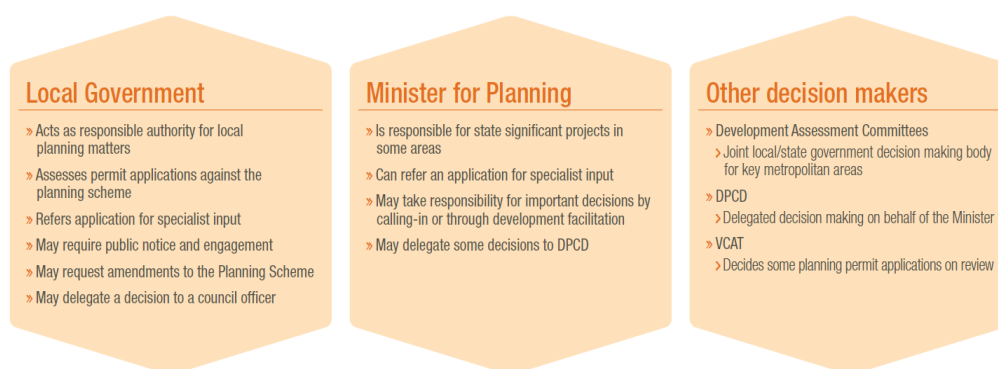 Local Government
» Acts as responsible authority for local
planning matters
» Assesses permit applications against the
planning scheme
» Refers application for specialist input
» May require public notice and engagement
» May request amendments to the Planning Scheme
» May delegate a decision to a council officer
Minister for Planning
» Is responsible for state significant projects in
some areas
» Can refer an application for specialist input
» May take responsibility for important decisions by
calling-in or through development facilitation
» May delegate some decisions to DPCD
Other decision makers
» Development Assessment Committees
› Joint local/state government decision making body
for key metropolitan areas
» DPCD
› Delegated decision making on behalf of the Minister
» VCAT
› Decides some planning permit applications on review